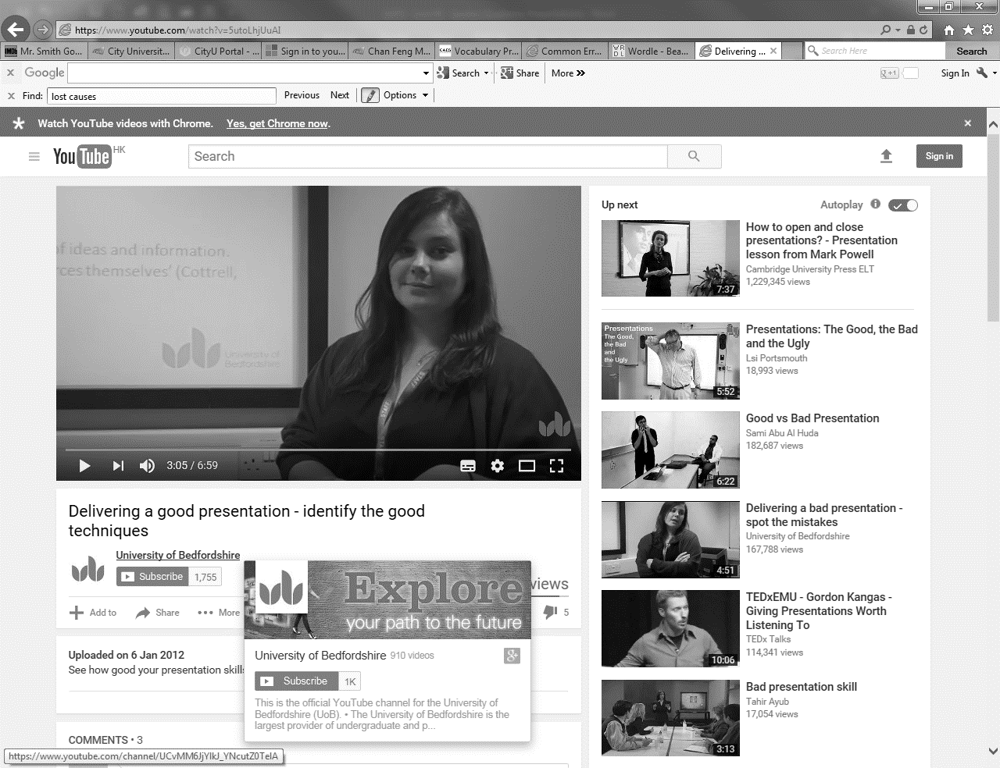 https://www.youtube.com/watch?v=5utoLhjUuAI
IMDb Mr. Smith Go...
City Universit...
CityU Portal - ...
Sign in to you...
Chan Feng M...
CACG Vocabulary Pr...
Common Err...
WRDL Wordle - Bea...
Delivering ...
Search Here
Search
Google
Search
Share
More
g +1
Sign In
Find:
lost causes
Previous
Next
Options
Watch YouTube videos with Chrome.
Yes, get Chrome now.
YouTube HK
Search
Sign in
of ideas and information.
rces themselves' (Cottrell,
University of
Bedfordshire
STAFF
3:05 / 6:59
Delivering a good presentation - identify the good
techniques
University of Bedfordshire
Subscribe 1,755
views
Add to
Share
More
5
Uploaded on 6 Jan 2012
See how good your presentation skills
COMMENTS • 3
Explore
your path to the future
University of Bedfordshire 910 videos
g+
Subscribe 1K
This is the official YouTube channel for the University of
Bedfordshire (UoB). • The University of Bedfordshire is the
largest provider of undergraduate and p...
https://www.youtube.com/channel/UCvMM6JjYlkJ_YNcutZ0TeIA
Up next
Autoplay
7:37
How to open and close
presentations? - Presentation
lesson from Mark Powell
Cambridge University Press ELT
1,229,345 views
Presentations
The Good,
the Bad
and
the Ugly
5:52
Presentations: The Good, the Bad
and the Ugly
Lsi Portsmouth
18,993 views
6:22
Good vs Bad Presentation
Sami Abu Al Huda
182,687 views
4:51
Delivering a bad presentation -
spot the mistakes
University of Bedfordshire
167,788 views
10:06
TEDxEMU - Gordon Kangas -
Giving Presentations Worth
Listening To
TEDx Talks
114,341 views
3:13
Bad presentation skill
Tahir Ayub
17,054 views